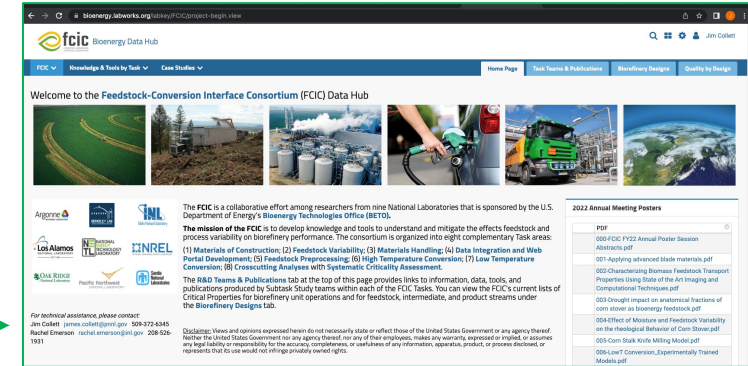 bioenergy.labworks.org/labkey/FCIC/project-begin.view
fcic Bioenergy Data Hub
Jim Collett
FCIC
Knowledge & Tools by Task
Case Studies
Home Page
Task Teams & Publications
Biorefinery Designs
Quality by Design
Welcome to the Feedstock-Conversion Interface Consortium (FCIC) Data Hub
Argonne
BERKELEY LAB
INL
Idaho National Laboratory
Los Alamos
NATIONAL LABORATORY
NATIONAL ENERGY TECHNOLOGY LABORATORY
NREL
OAK RIDGE
National Laboratory
Pacific Northwest
NATIONAL LABORATORY
Sandia National Laboratories
For technical assistance, please contact:
Jim Collett james.collett@pnnl.gov 509-372-6345
Rachel Emerson rachel.emerson@inl.gov 208-526-
1931
The FCIC is a collaborative effort among researchers from nine National Laboratories that is sponsored by the U.S.
Department of Energy's Bioenergy Technologies Office (BETO).
The mission of the FCIC is to develop knowledge and tools to understand and mitigate the effects feedstock and
process variability on biorefinery performance. The consortium is organized into eight complementary Task areas:
(1) Materials of Construction; (2) Feedstock Variability; (3) Materials Handling; (4) Data Integration and Web
Portal Development; (5) Feedstock Preprocessing; (6) High Temperature Conversion; (7) Low Temperature
Conversion; (8) Crosscutting Analyses with Systematic Criticality Assessment.
The R&D Teams & Publications tab at the top of this page provides links to information, data, tools, and
publications produced by Subtask Study teams within each of the FCIC Tasks. You can view the FCIC's current lists of
Critical Properties for biorefinery unit operations and for feedstock, intermediate, and product streams under
the Biorefinery Designs tab.
Disclaimer: Views and opinions expressed herein do not necessarily state or reflect those of the United States Government or any agency thereof.
Neither the United States Government nor any agency thereof, nor any of their employees, makes any warranty, expressed or implied, or assumes
any legal liability or responsibility for the accuracy, completeness, or usefulness of any information, apparatus, product, or process disclosed, or
represents that its use would not infringe privately owned rights.
2022 Annual Meeting Posters
PDF
000-FCIC FY22 Annual Poster Session
Abstracts.pdf
001-Applying advanced blade materials.pdf
002-Characterizing Biomass Feedstock Transport
Properties Using State of the Art Imaging and
Computational Techniques.pdf
003-Drought impact on anatomical fractions of
corn stover as bioenergy feedstock.pdf
004-Effect of Moisture and Feedstock Variability
on the rheological Behavior of Corn Stover.pdf
005-Corn Stalk Knife Milling Model.pdf
006-LowT Conversion_Experimentally Trained
Models.pdf